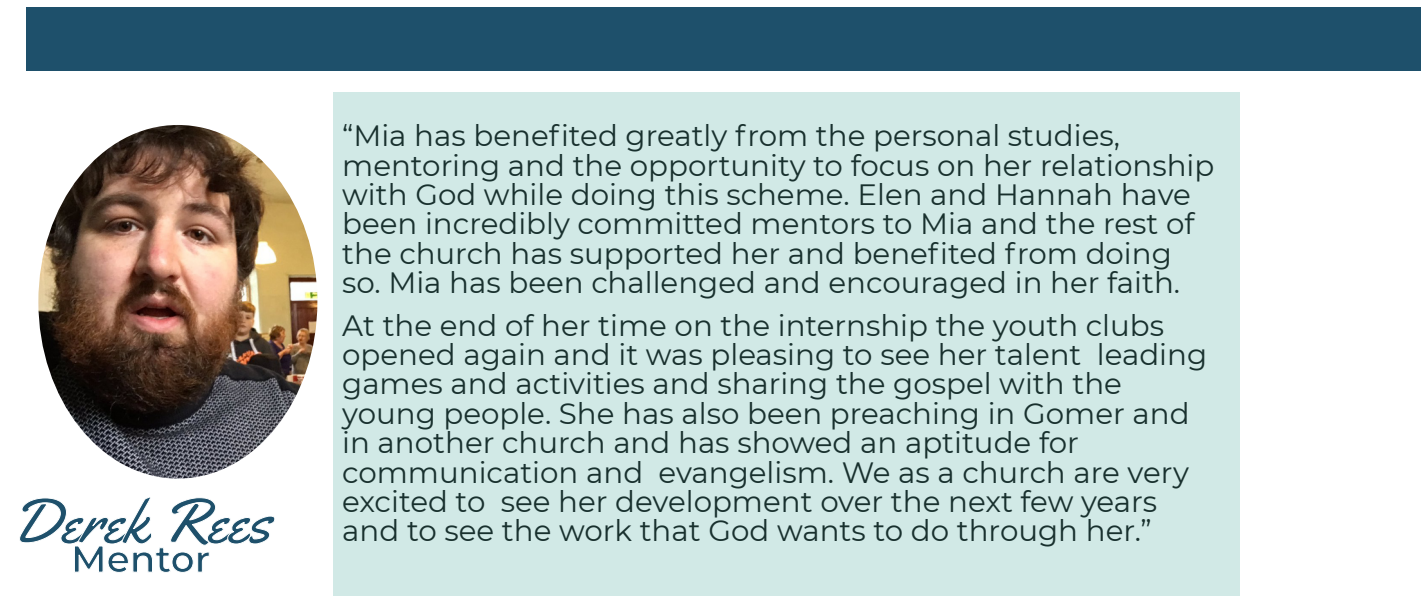 “Mia has benefited greatly from the personal studies,
mentoring and the opportunity to focus on her relationship
with God while doing this scheme. Elen and Hannah have
been incredibly committed mentors to Mia and the rest of
the church has supported her and benefited from doing
so. Mia has been challenged and encouraged in her faith.
At the end of her time on the internship the youth clubs
opened again and it was pleasing to see her talent  leading
games and activities and sharing the gospel with the
young people. She has also been preaching in Gomer and
in another church and has showed an aptitude for
communication and  evangelism. We as a church are very
excited to  see her development over the next few years
and to see the work that God wants to do through her.”
Derek Rees
Mentor